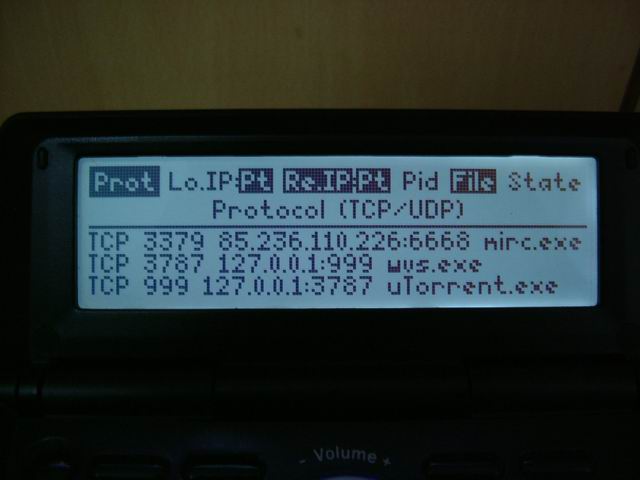 Prot Lo.IP:Pt Re.IP:Pt Pid File State
Protocol (TCP/UDP)
TCP 3379 85.236.110.226:6668 mirc.exe
TCP 3787 127.0.0.1:999 wvs.exe
TCP 999 127.0.0.1:3787 uTorrent.exe
- Volume +